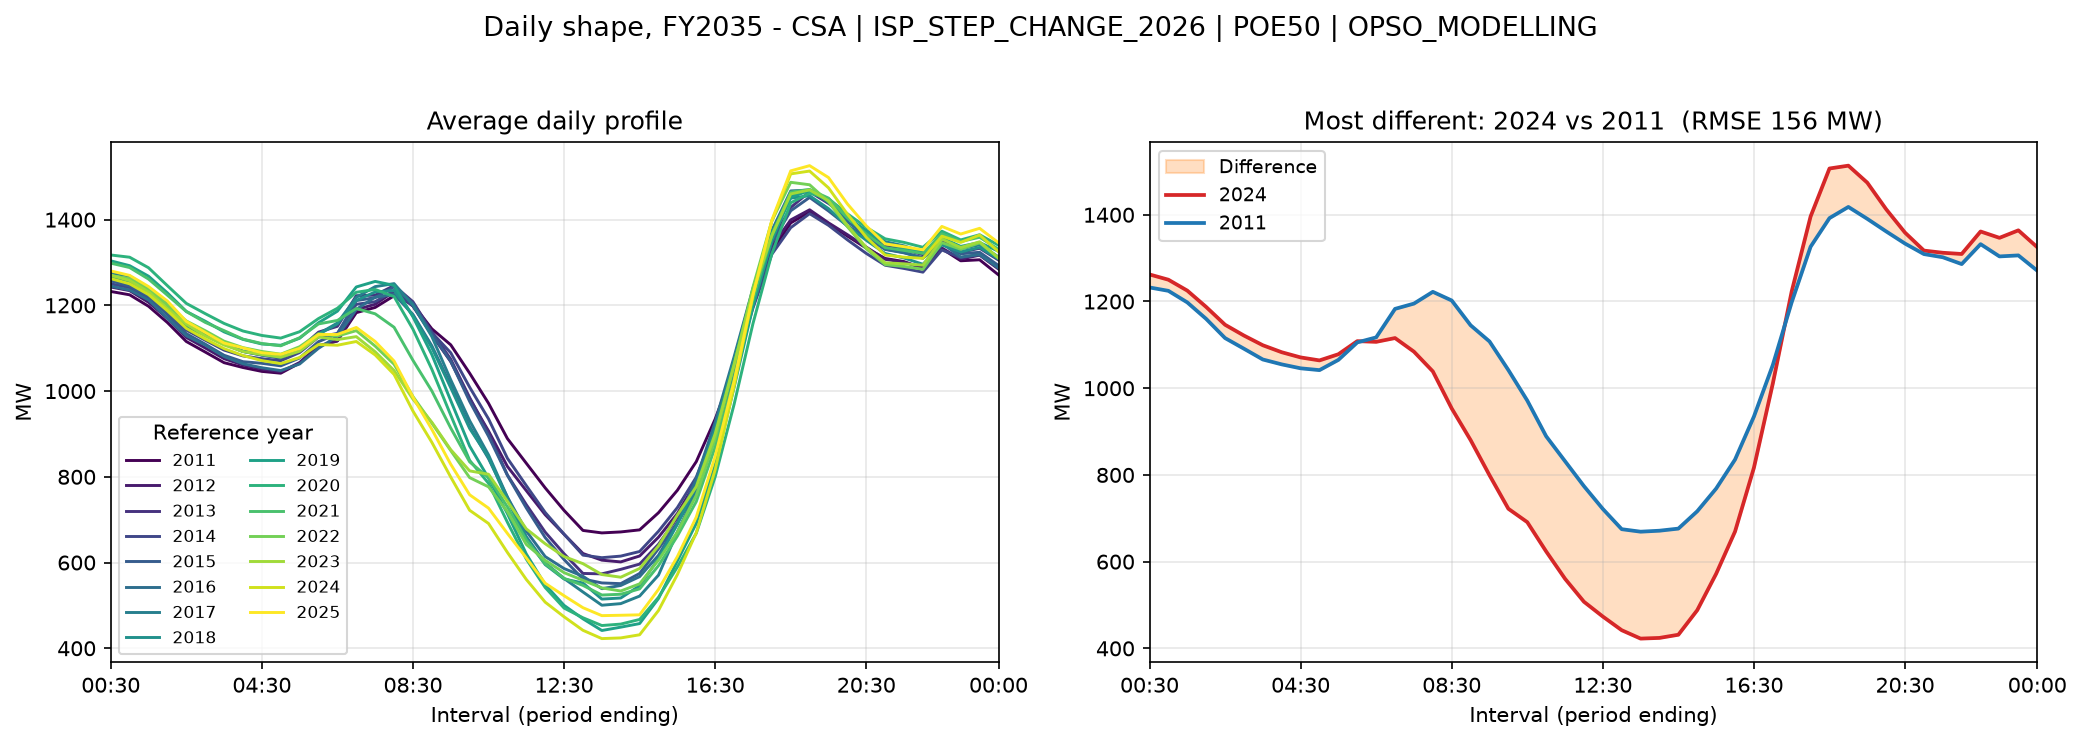 Daily shape, FY2035 - CSA | ISP_STEP_CHANGE_2026 | POE50 | OPSO_MODELLING
Average daily profile
MW
1400
1200
1000
800
600
400
Reference year
2011 2019
2012 2020
2013 2021
2014 2022
2015 2023
2016 2024
2017 2025
2018
00:30 04:30 08:30 12:30 16:30 20:30 00:00
Interval (period ending)
Most different: 2024 vs 2011 (RMSE 156 MW)
Difference
2024
2011
MW
1400
1200
1000
800
600
400
00:30 04:30 08:30 12:30 16:30 20:30 00:00
Interval (period ending)